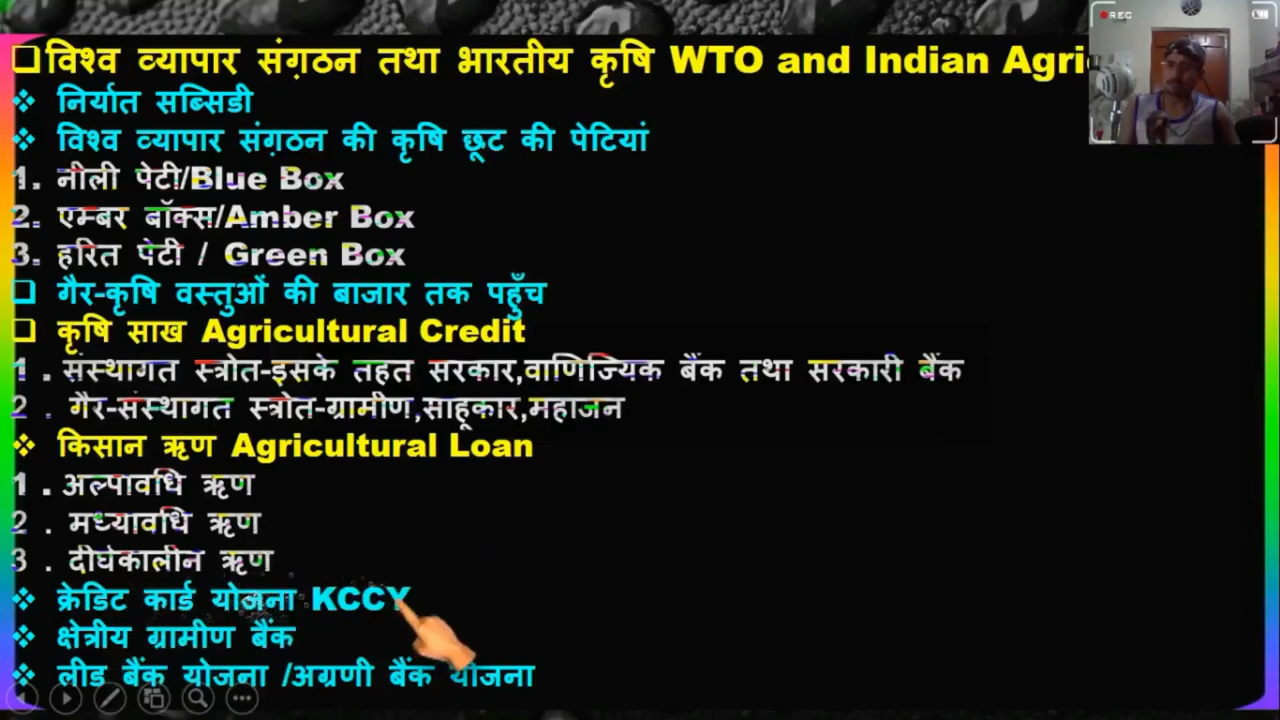 ❑विश्व व्यापार संग़ठन तथा भारतीय कृषि WTO and Indian Agri
REC
❖ निर्यात सब्सिडी
❖ विश्व व्यापार संग़ठन की कृषि छूट की पेटियां
1. नीली पेटी/Blue Box
2. एम्बर बॉक्स/Amber Box
3. हरित पेटी / Green Box
❑ गैर-कृषि वस्तुओं की बाजार तक पहुँच
❑ कृषि साख Agricultural Credit
1 . संस्थागत स्त्रोत-इसके तहत सरकार,वाणिज्यिक बैंक तथा सरकारी बैंक
2 . गैर-संस्थागत स्त्रोत-ग्रामीण,साहूकार,महाजन
❖ किसान ऋण Agricultural Loan
1 . अल्पावधि ऋण
2 . मध्यावधि ऋण
3 . दीर्घकालीन ऋण
❖ क्रेडिट कार्ड योजना KCCY
❖ क्षेत्रीय ग्रामीण बैंक
❖ लीड बैंक योजना /अग्रणी बैंक योजना